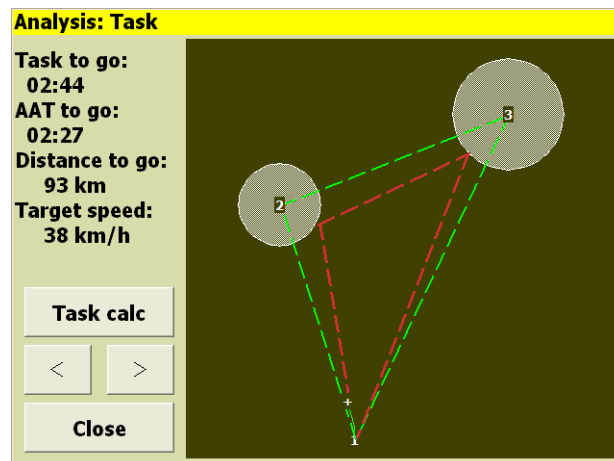 Analysis: Task
Task to go:
02:44
AAT to go:
02:27
Distance to go:
93 km
Target speed:
38 km/h
Task calc
< >
Close
3
2
+
1